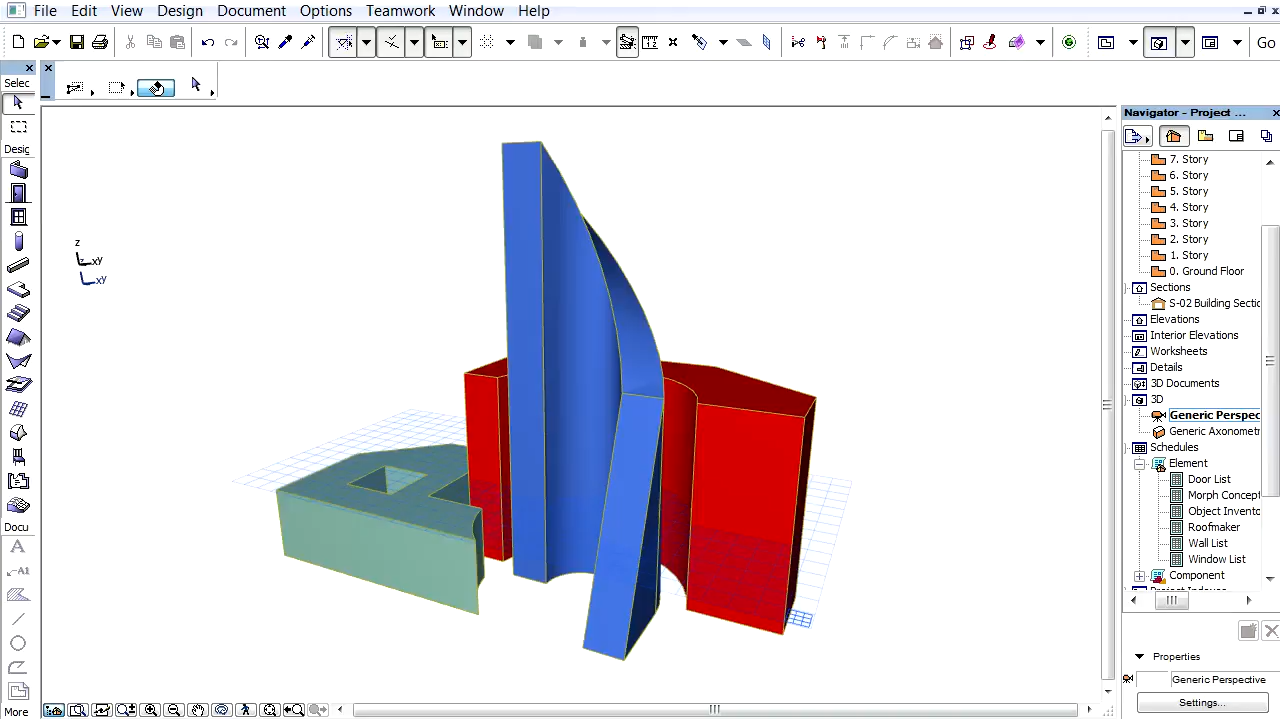 File Edit View Design Document Options Teamwork Window Help
Go
Selec
Desig
Docu
A
A1
More
z
xy
z
xy
Navigator - Project ...
7. Story
6. Story
5. Story
4. Story
3. Story
2. Story
1. Story
0. Ground Floor
Sections
S-02 Building Sectio
Elevations
Interior Elevations
Worksheets
Details
3D Documents
3D
Generic Perspec
Generic Axonometr
Schedules
Element
Door List
Morph Concep
Object Invento
Roofmaker
Wall List
Window List
Component
Properties
Generic Perspective
Settings...